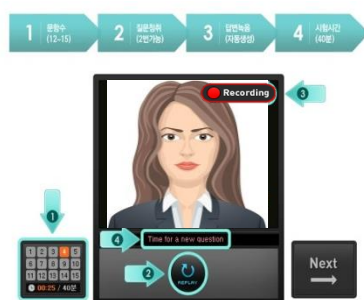 1 문항수 (12-15)
2 질문청취 (2번가능)
3 답변녹음 (자동생성)
4 시험시간 (40분)
Recording
3
1
4 Time for a new question
1 2 3 4 5
6 7 8 9 10
11 12 13 14 15
00:25 / 40분
2
REPLAY
Next